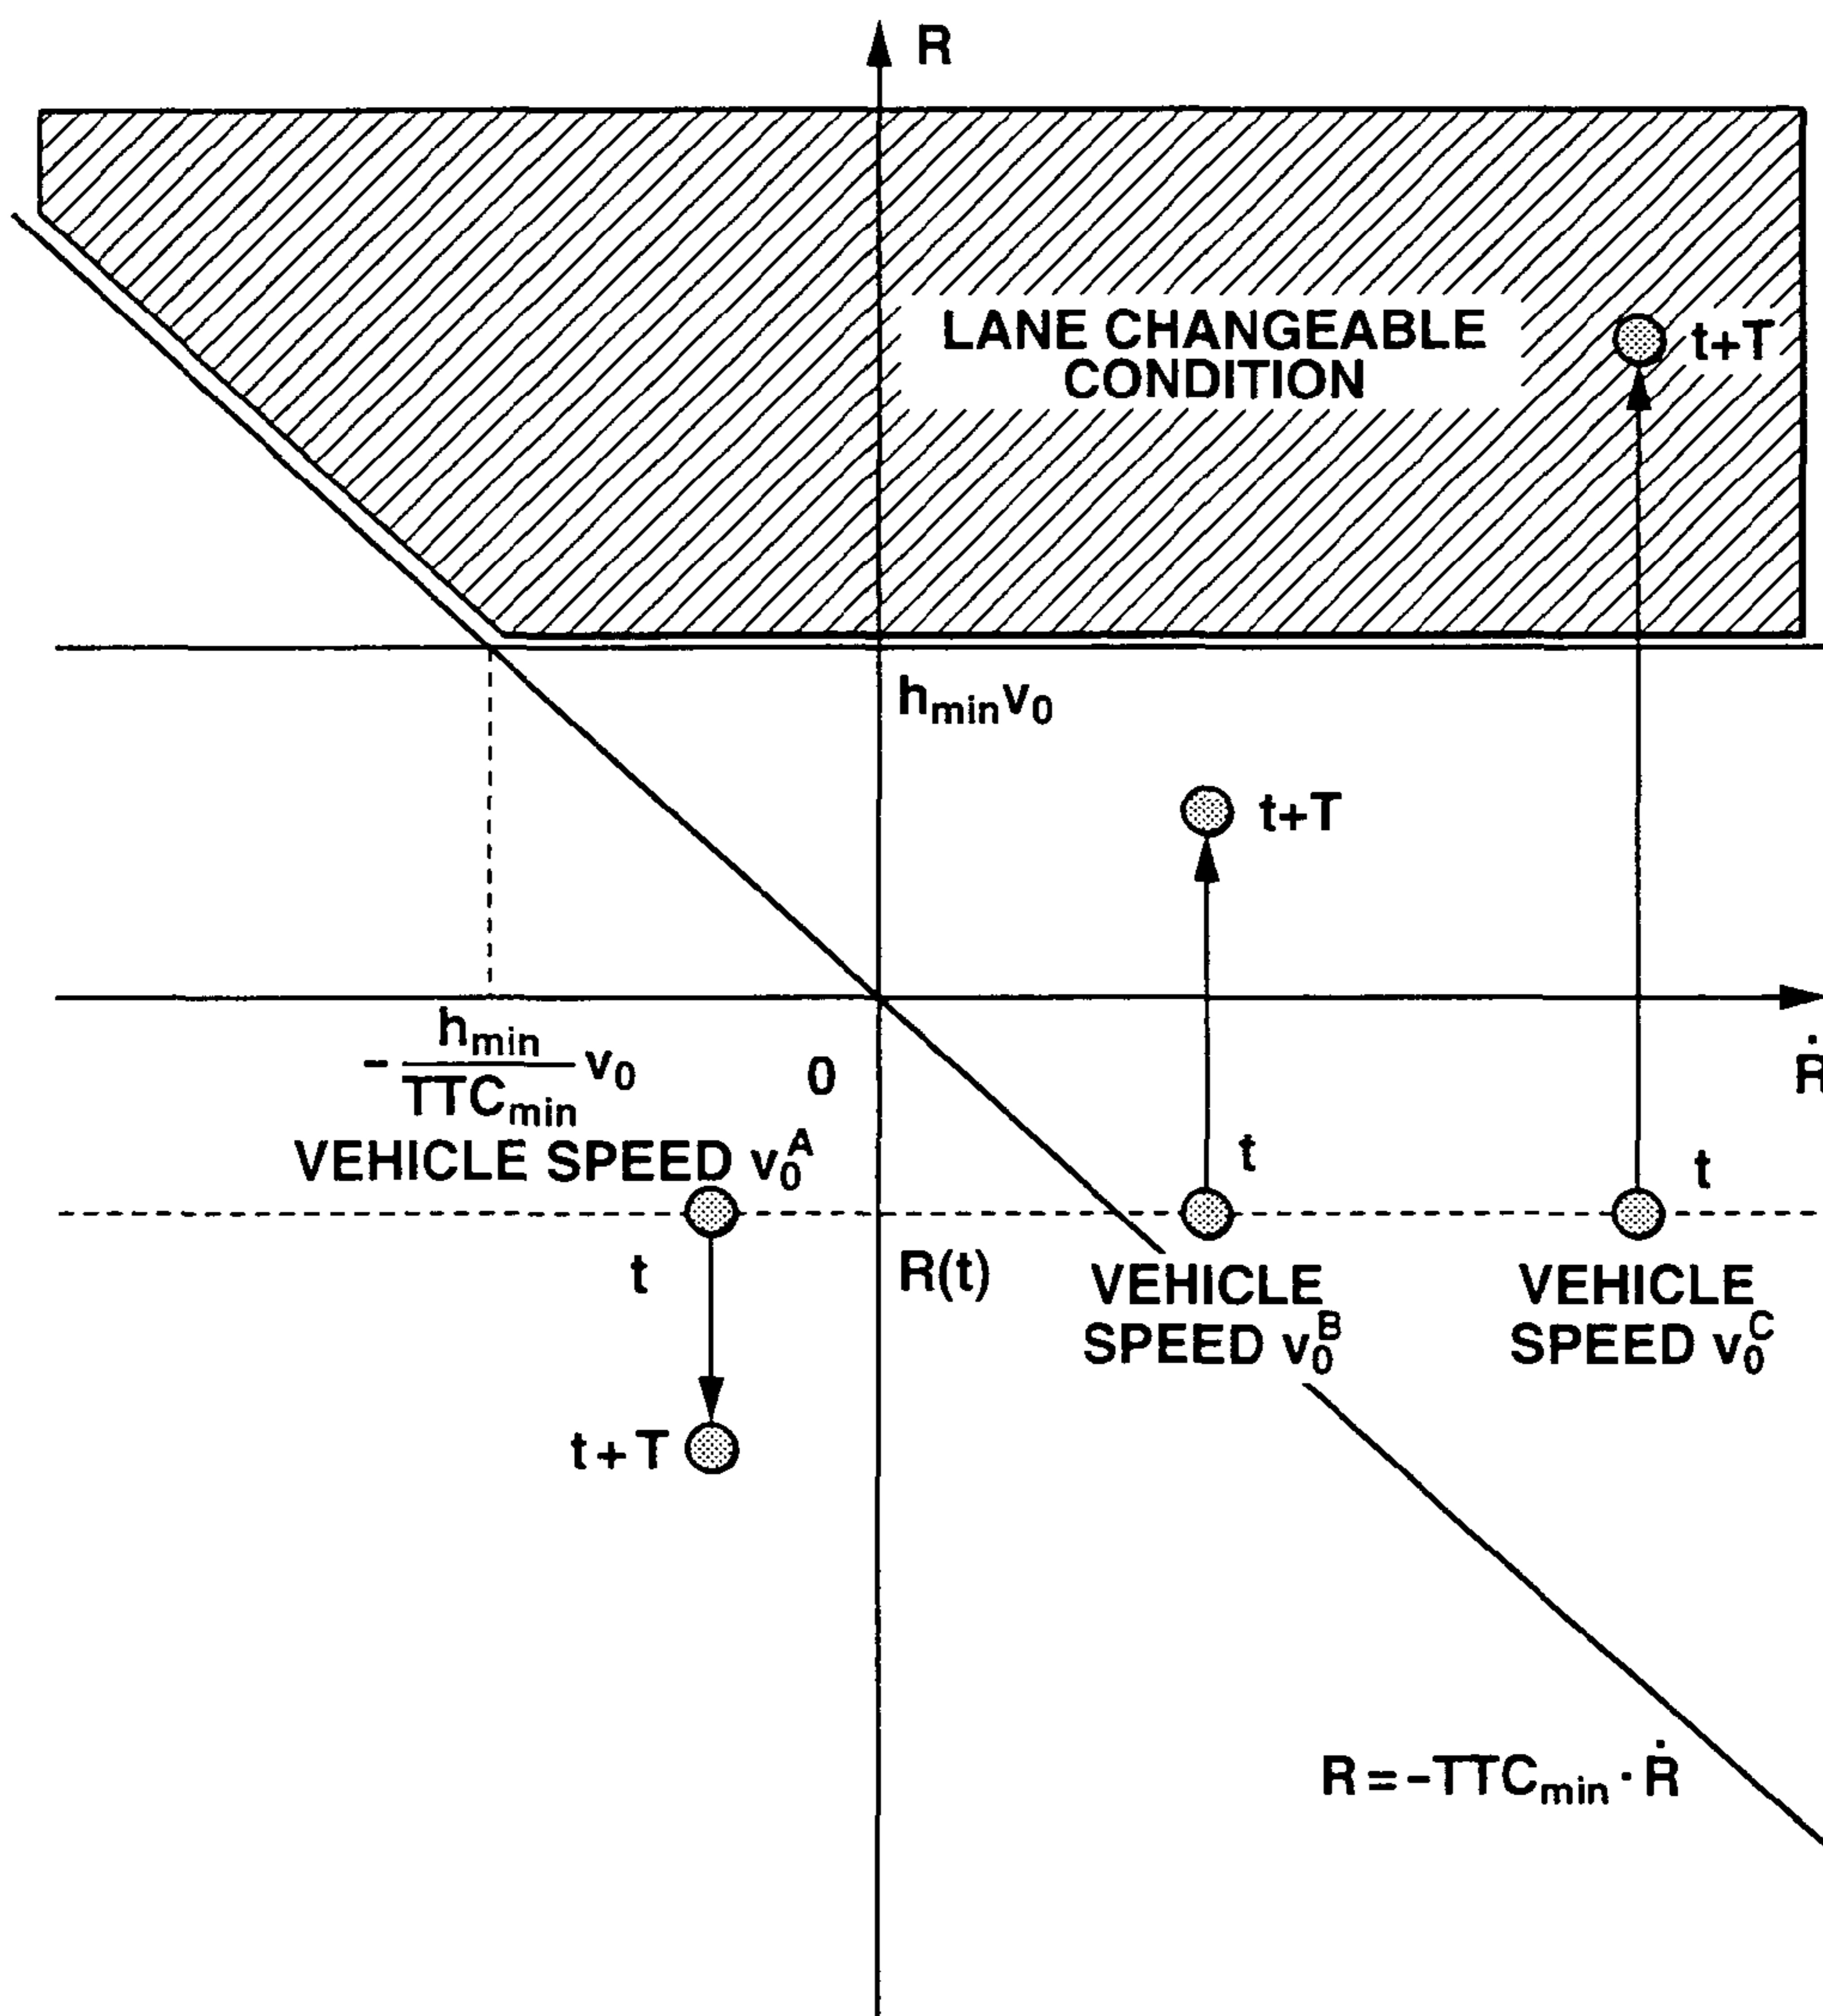 R
LANE CHANGEABLE
CONDITION
t+T
h_min v_0
t+T
- h_min / TTC_min v_0
0
Ṙ
VEHICLE SPEED v_0^A
t
t
t
R(t)
VEHICLE
SPEED v_0^B
VEHICLE
SPEED v_0^C
t+T
R=-TTC_min·Ṙ